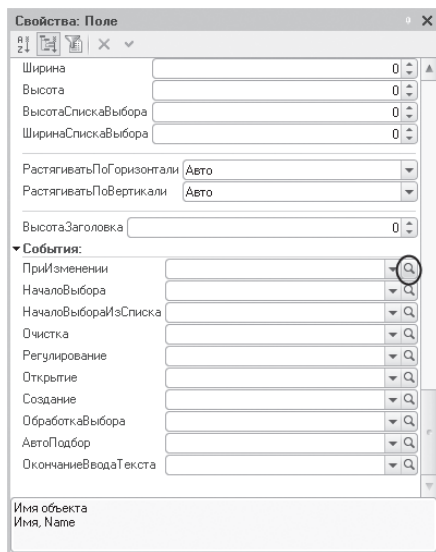 Свойства: Поле
Ширина 0
Высота 0
ВысотаСпискаВыбора 0
ШиринаСпискаВыбора 0
РастягиватьПоГоризонтали Авто
РастягиватьПоВертикали Авто
ВысотаЗаголовка 0
События:
ПриИзменении
НачалоВыбора
НачалоВыбораИзСписка
Очистка
Регулирование
Открытие
Создание
ОбработкаВыбора
АвтоПодбор
ОкончаниеВводаТекста
Имя объекта
Имя, Name